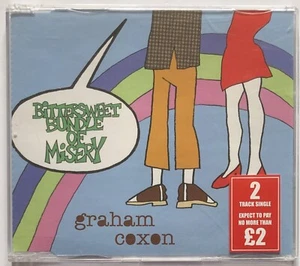 BITTERSWEET
BUNDLE
OF
MiSERY
graham
coxon
2
TRACK SINGLE
EXPECT TO PAY
NO MORE THAN
£2